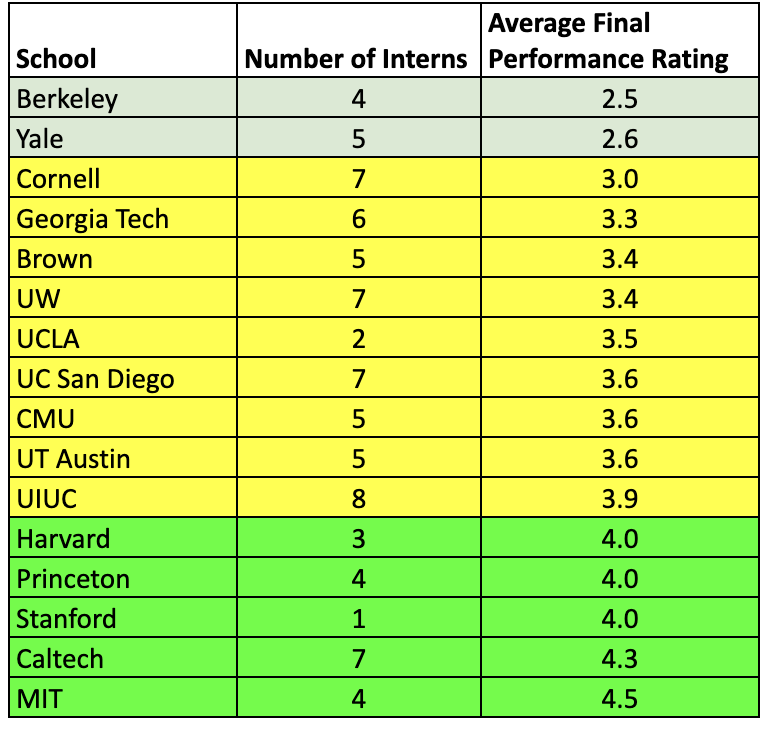 School Number of Interns Average Final Performance Rating
Berkeley 4 2.5
Yale 5 2.6
Cornell 7 3.0
Georgia Tech 6 3.3
Brown 5 3.4
UW 7 3.4
UCLA 2 3.5
UC San Diego 7 3.6
CMU 5 3.6
UT Austin 5 3.6
UIUC 8 3.9
Harvard 3 4.0
Princeton 4 4.0
Stanford 1 4.0
Caltech 7 4.3
MIT 4 4.5